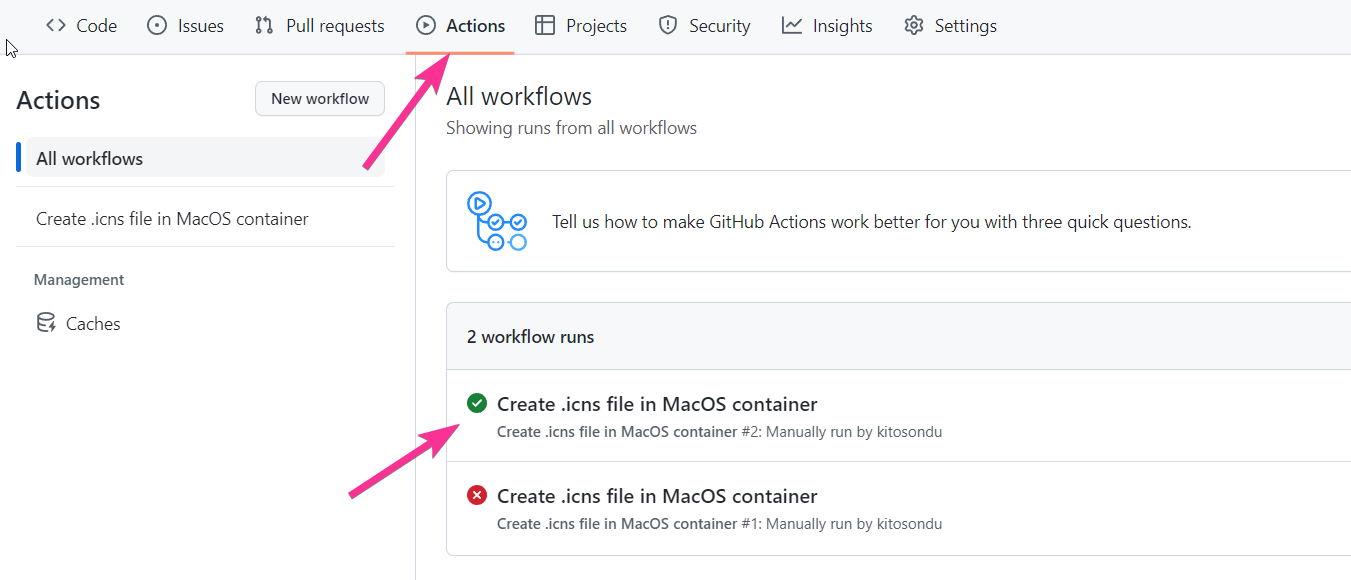 Code Issues Pull requests Actions Projects Security Insights Settings
Actions
New workflow
All workflows
Create .icns file in MacOS container
Management
Caches
All workflows
Showing runs from all workflows
Tell us how to make GitHub Actions work better for you with three quick questions.
2 workflow runs
Create .icns file in MacOS container
Create .icns file in MacOS container #2: Manually run by kitosondu
Create .icns file in MacOS container
Create .icns file in MacOS container #1: Manually run by kitosondu